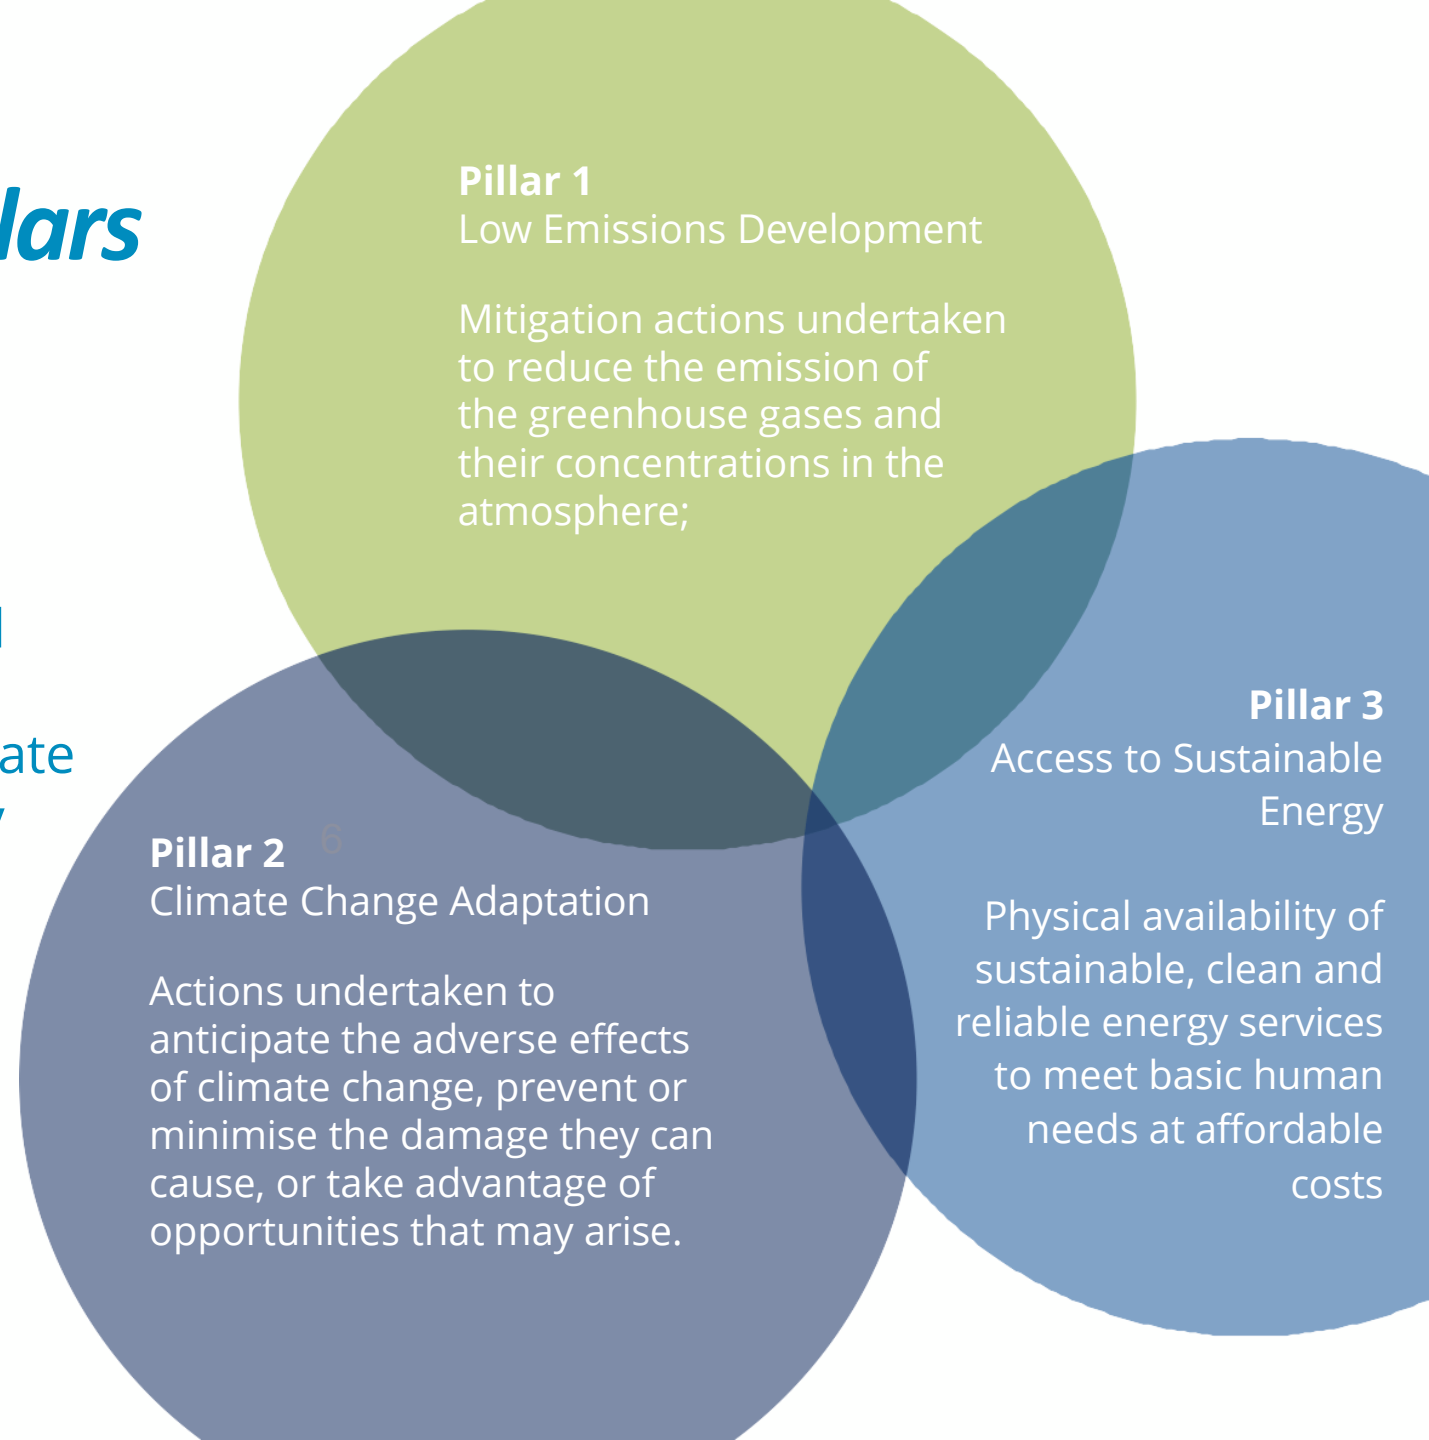 lars
Pillar 1
Low Emissions Development
Mitigation actions undertaken
to reduce the emission of
the greenhouse gases and
their concentrations in the
atmosphere;
ate
Pillar 2
6
Climate Change Adaptation
Actions undertaken to
anticipate the adverse effects
of climate change, prevent or
minimise the damage they can
cause, or take advantage of
opportunities that may arise.
Pillar 3
Access to Sustainable
Energy
Physical availability of
sustainable, clean and
reliable energy services
to meet basic human
needs at affordable
costs